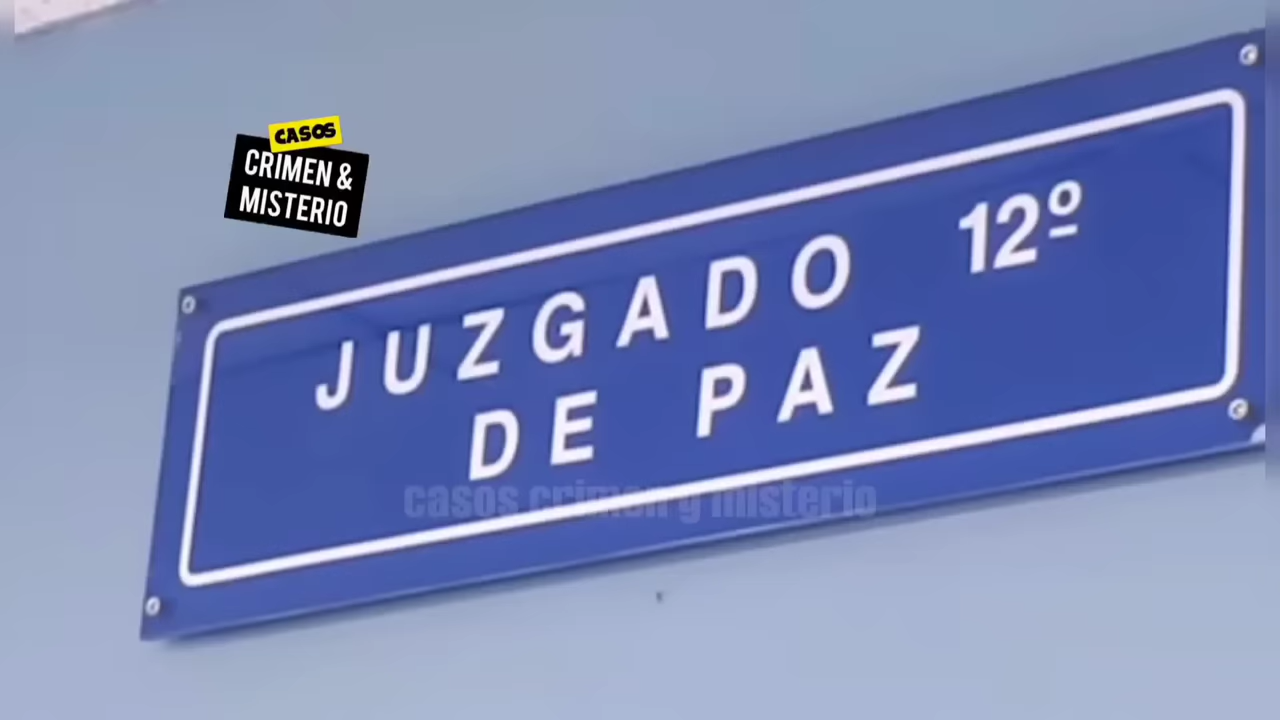 CASOS
CRIMEN &
MISTERIO
JUZGADO 12º
DE PAZ
casos crimen y misterio